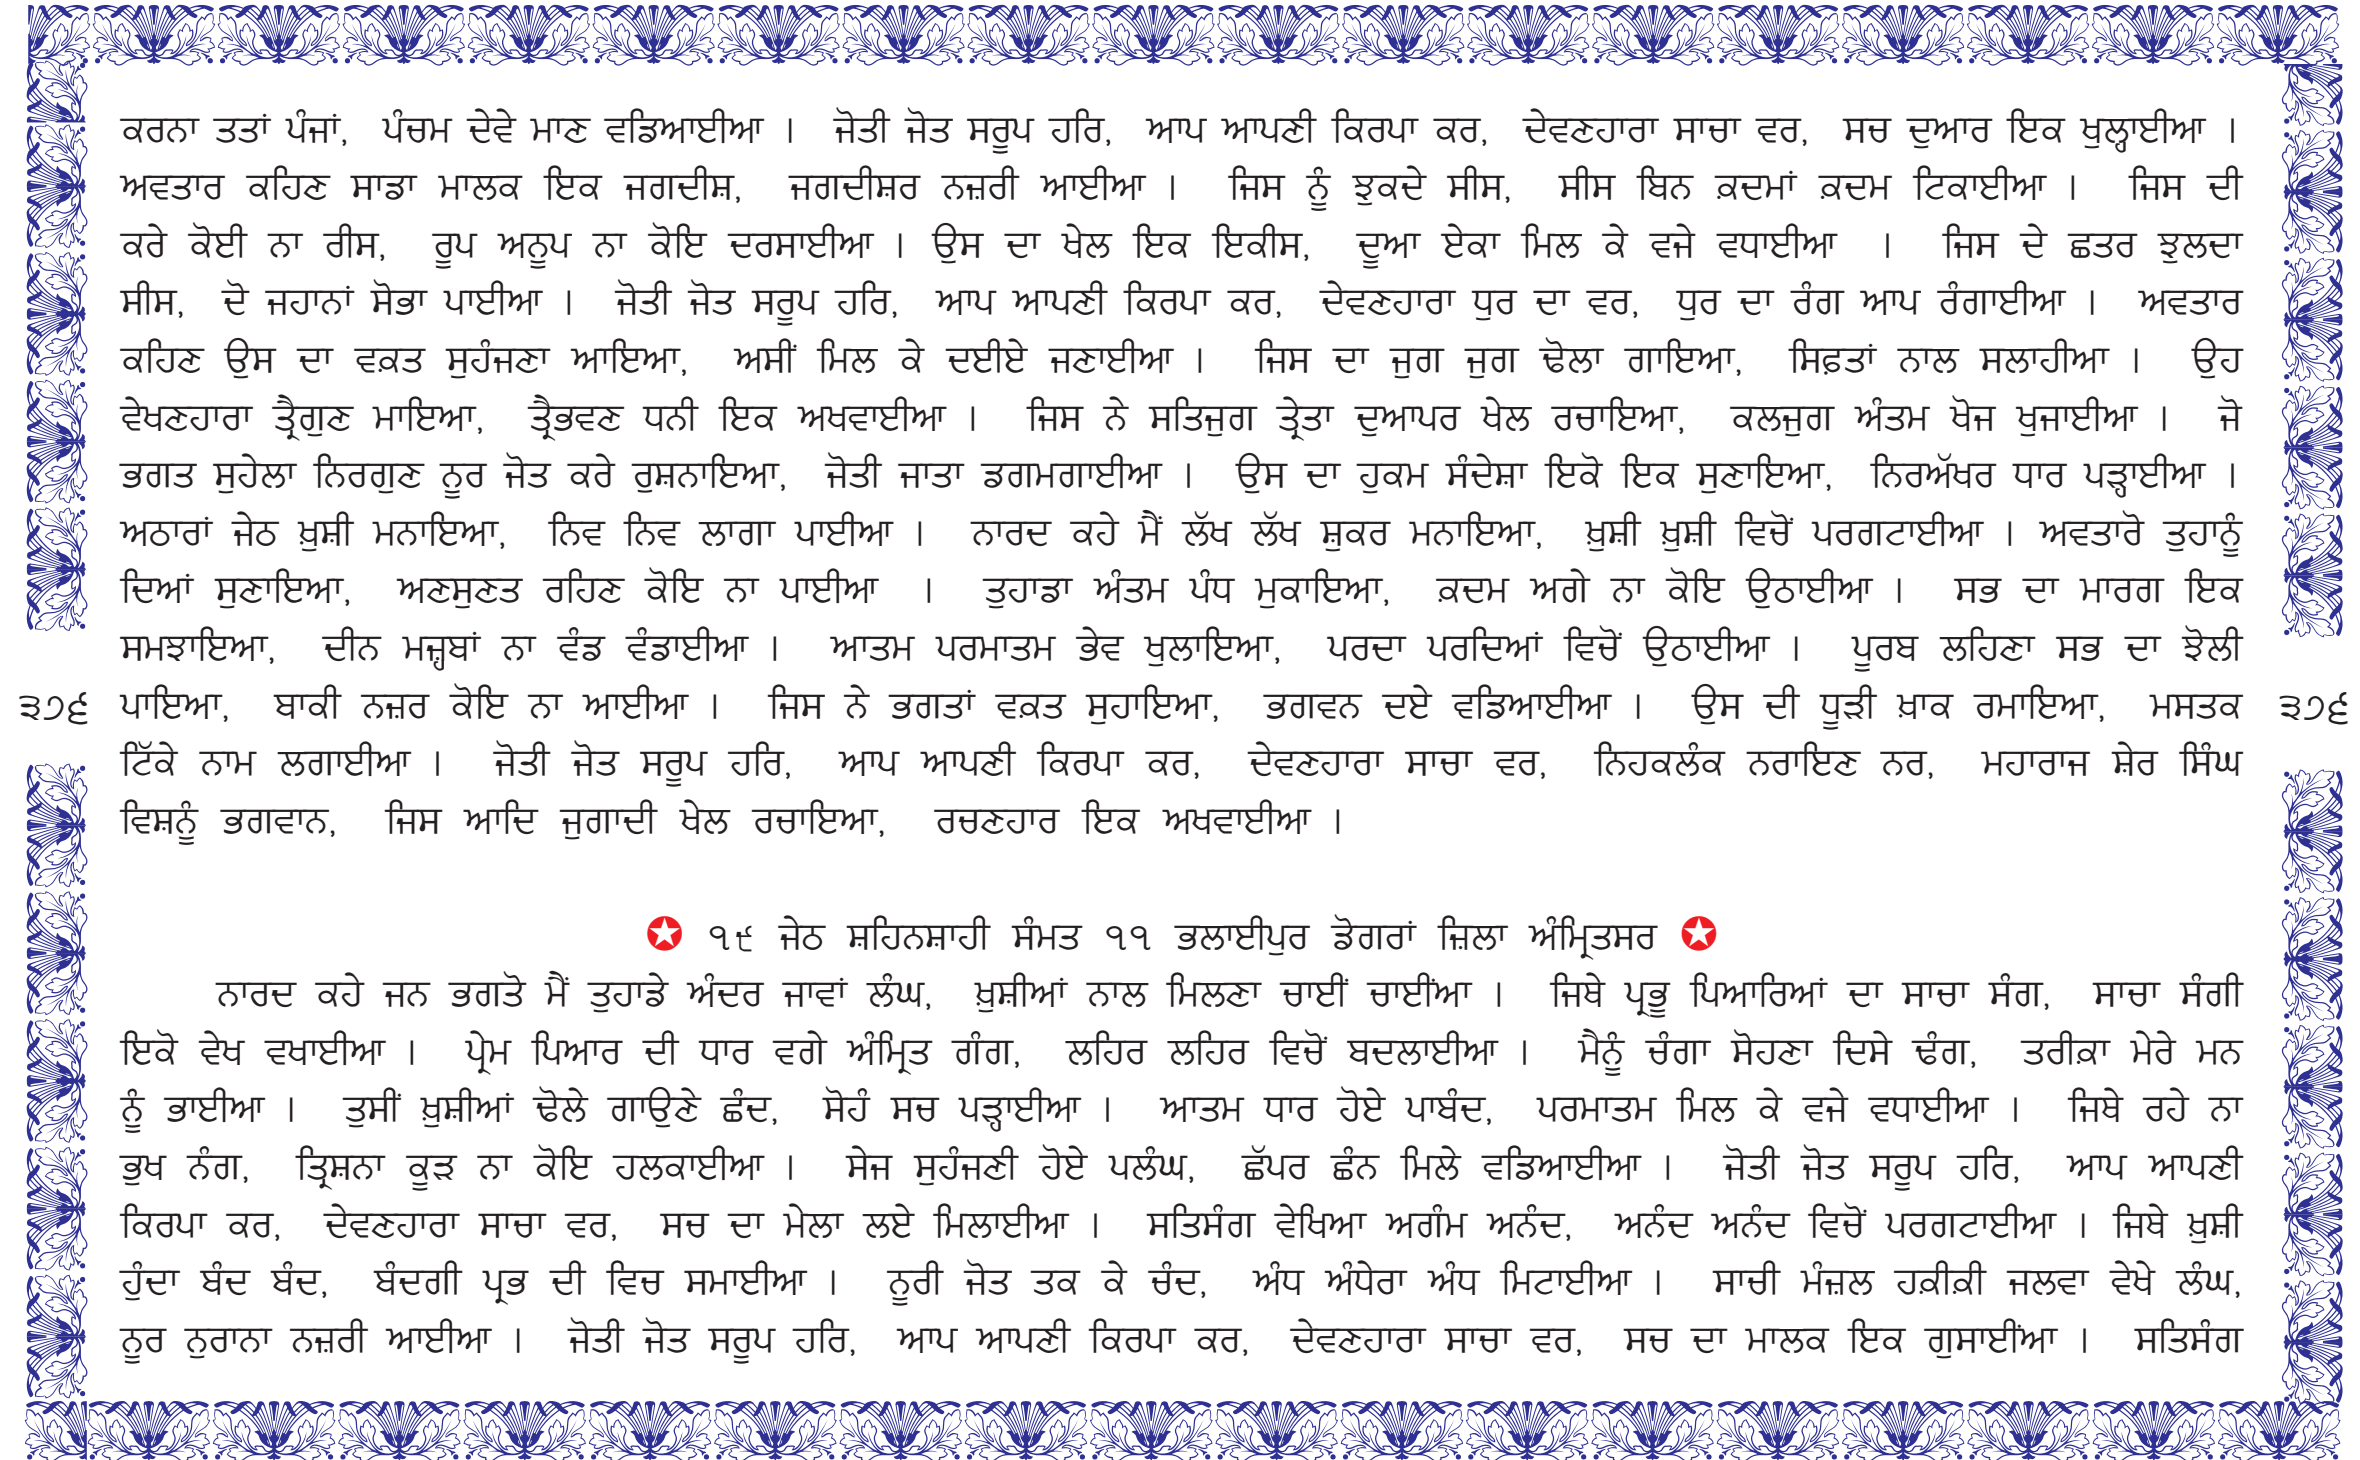 ਕਰਨਾ ਤਤਾਂ ਪੰਜਾਂ, ਪੰਚਮ ਦੇਵੇ ਮਾਣ ਵਡਿਆਈਆ । ਜੋਤੀ ਜੋਤ ਸਰੂਪ ਹਰਿ, ਆਪ ਆਪਣੀ ਕਿਰਪਾ ਕਰ, ਦੇਵਣਹਾਰਾ ਸਾਚਾ ਵਰ, ਸਚ ਦੁਆਰ ਇਕ ਖੁਲ੍ਹਾਈਆ ।
ਅਵਤਾਰ ਕਹਿਣ ਸਾਡਾ ਮਾਲਕ ਇਕ ਜਗਦੀਸ਼, ਜਗਦੀਸ਼ਰ ਨਜ਼ਰੀ ਆਈਆ । ਜਿਸ ਨੂੰ ਝੁਕਦੇ ਸੀਸ, ਸੀਸ ਬਿਨ ਕ਼ਦਮਾਂ ਕ਼ਦਮ ਟਿਕਾਈਆ । ਜਿਸ ਦੀ
ਕਰੇ ਕੋਈ ਨਾ ਰੀਸ, ਰੂਪ ਅਨੂਪ ਨਾ ਕੋਇ ਦਰਸਾਈਆ । ਉਸ ਦਾ ਖੇਲ ਇਕ ਇਕੀਸ, ਦੂਆ ਏਕਾ ਮਿਲ ਕੇ ਵਜੇ ਵਧਾਈਆ । ਜਿਸ ਦੇ ਛਤਰ ਝੁਲਦਾ
ਸੀਸ, ਦੋ ਜਹਾਨਾਂ ਸੋਭਾ ਪਾਈਆ । ਜੋਤੀ ਜੋਤ ਸਰੂਪ ਹਰਿ, ਆਪ ਆਪਣੀ ਕਿਰਪਾ ਕਰ, ਦੇਵਣਹਾਰਾ ਧੁਰ ਦਾ ਵਰ, ਧੁਰ ਦਾ ਰੰਗ ਆਪ ਰੰਗਾਈਆ । ਅਵਤਾਰ
ਕਹਿਣ ਉਸ ਦਾ ਵਕ਼ਤ ਸੁਹੰਜਣਾ ਆਇਆ, ਅਸੀਂ ਮਿਲ ਕੇ ਦਈਏ ਜਣਾਈਆ । ਜਿਸ ਦਾ ਜੁਗ ਜੁਗ ਢੋਲਾ ਗਾਇਆ, ਸਿਫ਼ਤਾਂ ਨਾਲ ਸਲਾਹੀਆ । ਉਹ
ਵੇਖਣਹਾਰਾ ਤ੍ਰੈਗੁਣ ਮਾਇਆ, ਤ੍ਰੈਭਵਣ ਧਨੀ ਇਕ ਅਖਵਾਈਆ । ਜਿਸ ਨੇ ਸਤਿਜੁਗ ਤ੍ਰੇਤਾ ਦੁਆਪਰ ਖੇਲ ਰਚਾਇਆ, ਕਲਜੁਗ ਅੰਤਮ ਖੋਜ ਖੁਜਾਈਆ । ਜੋ
ਭਗਤ ਸੁਹੇਲਾ ਨਿਰਗੁਣ ਨੂਰ ਜੋਤ ਕਰੇ ਰੁਸ਼ਨਾਇਆ, ਜੋਤੀ ਜਾਤਾ ਡਗਮਗਾਈਆ । ਉਸ ਦਾ ਹੁਕਮ ਸੰਦੇਸ਼ਾ ਇਕੋ ਇਕ ਸੁਣਾਇਆ, ਨਿਰਅੱਖਰ ਧਾਰ ਪੜ੍ਹਾਈਆ ।
ਅਠਾਰਾਂ ਜੇਠ ਖ਼ੁਸ਼ੀ ਮਨਾਇਆ, ਨਿਵ ਨਿਵ ਲਾਗਾ ਪਾਈਆ । ਨਾਰਦ ਕਹੇ ਮੈਂ ਲੱਖ ਲੱਖ ਸ਼ੁਕਰ ਮਨਾਇਆ, ਖ਼ੁਸ਼ੀ ਖ਼ੁਸ਼ੀ ਵਿਚੋਂ ਪਰਗਟਾਈਆ । ਅਵਤਾਰੋ ਤੁਹਾਨੂੰ
ਦਿਆਂ ਸੁਣਾਇਆ, ਅਣਸੁਣਤ ਰਹਿਣ ਕੋਇ ਨਾ ਪਾਈਆ । ਤੁਹਾਡਾ ਅੰਤਮ ਪੰਧ ਮੁਕਾਇਆ, ਕ਼ਦਮ ਅਗੇ ਨਾ ਕੋਇ ਉਠਾਈਆ । ਸਭ ਦਾ ਮਾਰਗ ਇਕ
ਸਮਝਾਇਆ, ਦੀਨ ਮਜ਼੍ਹਬਾਂ ਨਾ ਵੰਡ ਵੰਡਾਈਆ । ਆਤਮ ਪਰਮਾਤਮ ਭੇਵ ਖੁਲਾਇਆ, ਪਰਦਾ ਪਰਦਿਆਂ ਵਿਚੋਂ ਉਠਾਈਆ । ਪੂਰਬ ਲਹਿਣਾ ਸਭ ਦਾ ਝੋਲੀ
੩੭੯ ਪਾਇਆ, ਬਾਕੀ ਨਜ਼ਰ ਕੋਇ ਨਾ ਆਈਆ । ਜਿਸ ਨੇ ਭਗਤਾਂ ਵਕ਼ਤ ਸੁਹਾਇਆ, ਭਗਵਨ ਦਏ ਵਡਿਆਈਆ । ਉਸ ਦੀ ਧੂੜੀ ਖ਼ਾਕ ਰਮਾਇਆ, ਮਸਤਕ ੩੭੯
ਟਿੱਕੇ ਨਾਮ ਲਗਾਈਆ । ਜੋਤੀ ਜੋਤ ਸਰੂਪ ਹਰਿ, ਆਪ ਆਪਣੀ ਕਿਰਪਾ ਕਰ, ਦੇਵਣਹਾਰਾ ਸਾਚਾ ਵਰ, ਨਿਹਕਲੰਕ ਨਰਾਇਣ ਨਰ, ਮਹਾਰਾਜ ਸ਼ੇਰ ਸਿੰਘ
ਵਿਸ਼ਨੂੰ ਭਗਵਾਨ, ਜਿਸ ਆਦਿ ਜੁਗਾਦੀ ਖੇਲ ਰਚਾਇਆ, ਰਚਣਹਾਰ ਇਕ ਅਖਵਾਈਆ ।
੧੯ ਜੇਠ ਸ਼ਹਿਨਸ਼ਾਹੀ ਸੰਮਤ ੧੧ ਭਲਾਈਪੁਰ ਡੋਗਰਾਂ ਜ਼ਿਲਾ ਅੰਮ੍ਰਿਤਸਰ
ਨਾਰਦ ਕਹੇ ਜਨ ਭਗਤੋ ਮੈਂ ਤੁਹਾਡੇ ਅੰਦਰ ਜਾਵਾਂ ਲੰਘ, ਖ਼ੁਸ਼ੀਆਂ ਨਾਲ ਮਿਲਣਾ ਚਾਈਂ ਚਾਈਂਆ । ਜਿਥੇ ਪ੍ਰਭੂ ਪਿਆਰਿਆਂ ਦਾ ਸਾਚਾ ਸੰਗ, ਸਾਚਾ ਸੰਗੀ
ਇਕੋ ਵੇਖ ਵਖਾਈਆ । ਪ੍ਰੇਮ ਪਿਆਰ ਦੀ ਧਾਰ ਵਗੇ ਅੰਮ੍ਰਿਤ ਗੰਗ, ਲਹਿਰ ਲਹਿਰ ਵਿਚੋਂ ਬਦਲਾਈਆ । ਮੈਨੂੰ ਚੰਗਾ ਸੋਹਣਾ ਦਿਸੇ ਢੰਗ, ਤਰੀਕ਼ਾ ਮੇਰੇ ਮਨ
ਨੂੰ ਭਾਈਆ । ਤੁਸੀਂ ਖ਼ੁਸ਼ੀਆਂ ਢੋਲੇ ਗਾਉਣੇ ਛੰਦ, ਸੋਹੰ ਸਚ ਪੜ੍ਹਾਈਆ । ਆਤਮ ਧਾਰ ਹੋਏ ਪਾਬੰਦ, ਪਰਮਾਤਮ ਮਿਲ ਕੇ ਵਜੇ ਵਧਾਈਆ । ਜਿਥੇ ਰਹੇ ਨਾ
ਭੁਖ ਨੰਗ, ਤ੍ਰਿਸ਼ਨਾ ਕੂੜ ਨਾ ਕੋਇ ਹਲਕਾਈਆ । ਸੇਜ ਸੁਹੰਜਣੀ ਹੋਏ ਪਲੰਘ, ਛੱਪਰ ਛੰਨ ਮਿਲੇ ਵਡਿਆਈਆ । ਜੋਤੀ ਜੋਤ ਸਰੂਪ ਹਰਿ, ਆਪ ਆਪਣੀ
ਕਿਰਪਾ ਕਰ, ਦੇਵਣਹਾਰਾ ਸਾਚਾ ਵਰ, ਸਚ ਦਾ ਮੇਲਾ ਲਏ ਮਿਲਾਈਆ । ਸਤਿਸੰਗ ਵੇਖਿਆ ਅਗੰਮ ਅਨੰਦ, ਅਨੰਦ ਅਨੰਦ ਵਿਚੋਂ ਪਰਗਟਾਈਆ । ਜਿਥੇ ਖ਼ੁਸ਼ੀ
ਹੁੰਦਾ ਬੰਦ ਬੰਦ, ਬੰਦਗੀ ਪ੍ਰਭ ਦੀ ਵਿਚ ਸਮਾਈਆ । ਨੂਰੀ ਜੋਤ ਤਕ ਕੇ ਚੰਦ, ਅੰਧ ਅੰਧੇਰਾ ਅੰਧ ਮਿਟਾਈਆ । ਸਾਚੀ ਮੰਜ਼ਲ ਹਕ਼ੀਕ਼ੀ ਜਲਵਾ ਵੇਖੇ ਲੰਘ,
ਨੂਰ ਨੁਰਾਨਾ ਨਜ਼ਰੀ ਆਈਆ । ਜੋਤੀ ਜੋਤ ਸਰੂਪ ਹਰਿ, ਆਪ ਆਪਣੀ ਕਿਰਪਾ ਕਰ, ਦੇਵਣਹਾਰਾ ਸਾਚਾ ਵਰ, ਸਚ ਦਾ ਮਾਲਕ ਇਕ ਗੁਸਾਈਂਆ । ਸਤਿਸੰਗ